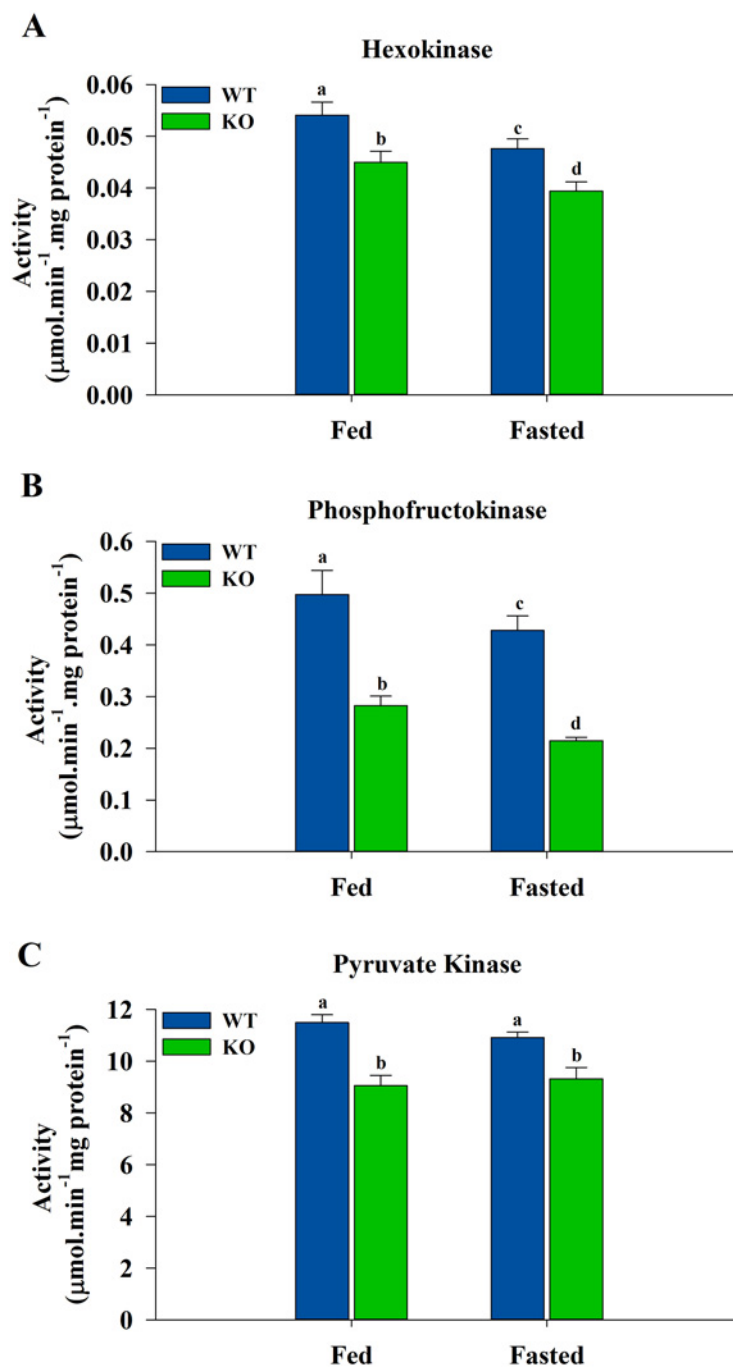 A
Hexokinase
WT
KO
0.06
0.05
0.04
0.03
0.02
0.01
0.00
Activity
(μmol.min⁻¹.mg protein⁻¹)
a
b
c
d
Fed
Fasted
B
Phosphofructokinase
WT
KO
0.6
0.5
0.4
0.3
0.2
0.1
0.0
Activity
(μmol.min⁻¹.mg protein⁻¹)
a
b
c
d
Fed
Fasted
C
Pyruvate Kinase
WT
KO
12
10
8
6
4
2
0
Activity
(μmol.min⁻¹mg protein⁻¹)
a
b
a
b
Fed
Fasted